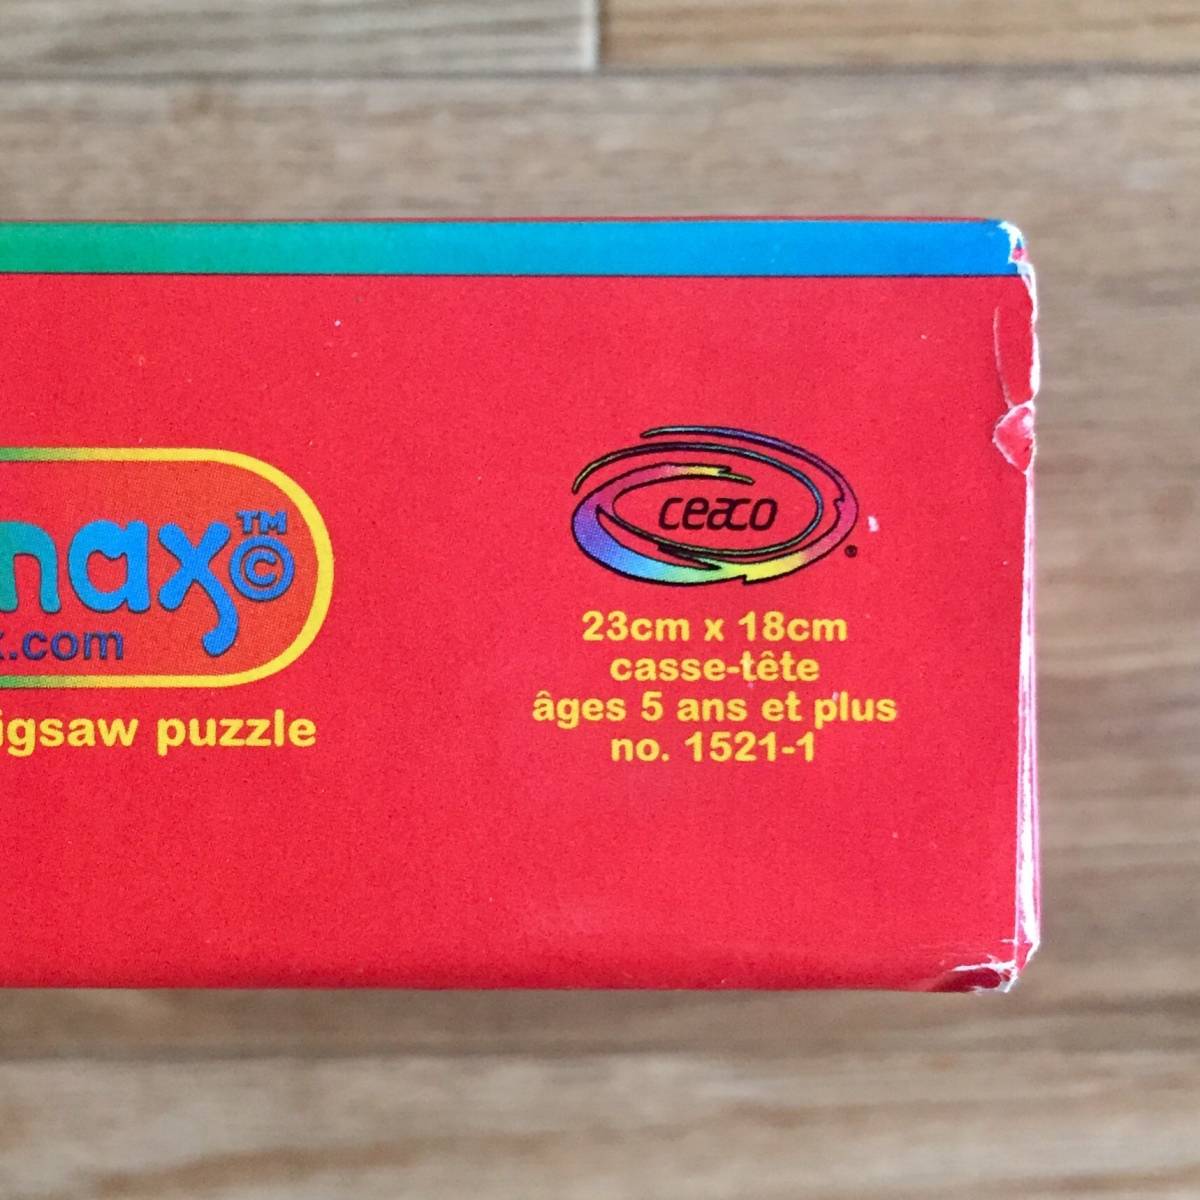 nax™©
x.com
igsaw puzzle
ceaco®
23cm x 18cm
casse-tête
âges 5 ans et plus
no. 1521-1